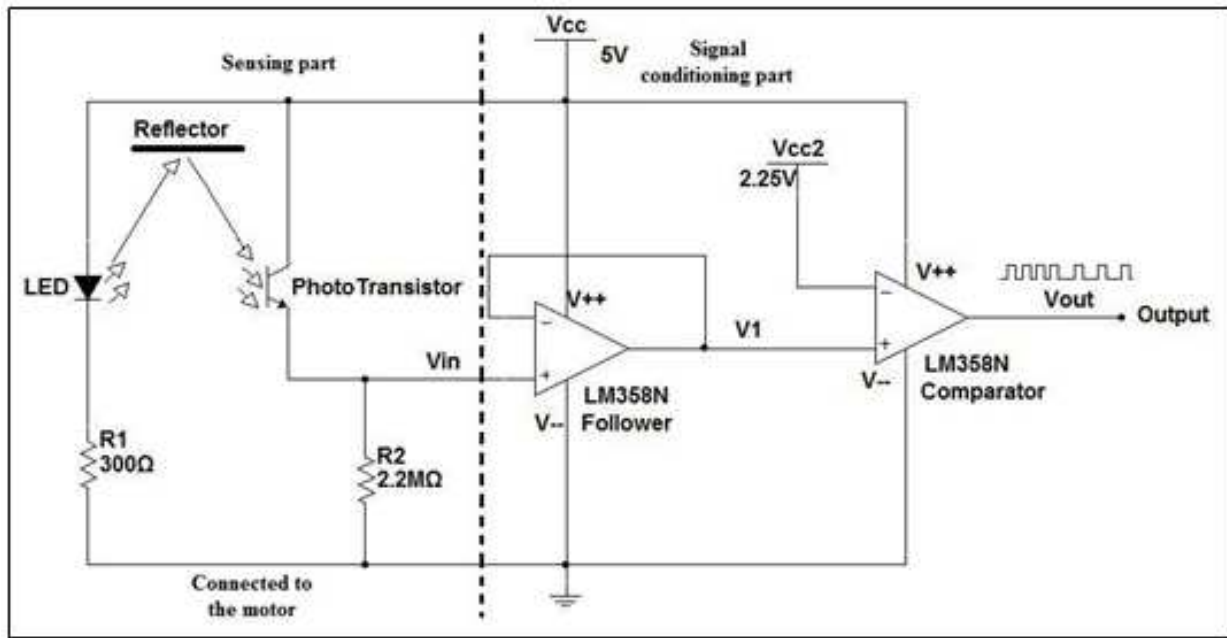 Sensing part
Vcc
5V
Signal
conditioning part
Reflector
Vcc2
2.25V
LED
PhotoTransistor
V++
V++
Vout
Output
Vin
V1
LM358N
Follower
V--
LM358N
Comparator
V--
R1
300Ω
R2
2.2MΩ
Connected to
the motor
−
+
−
+